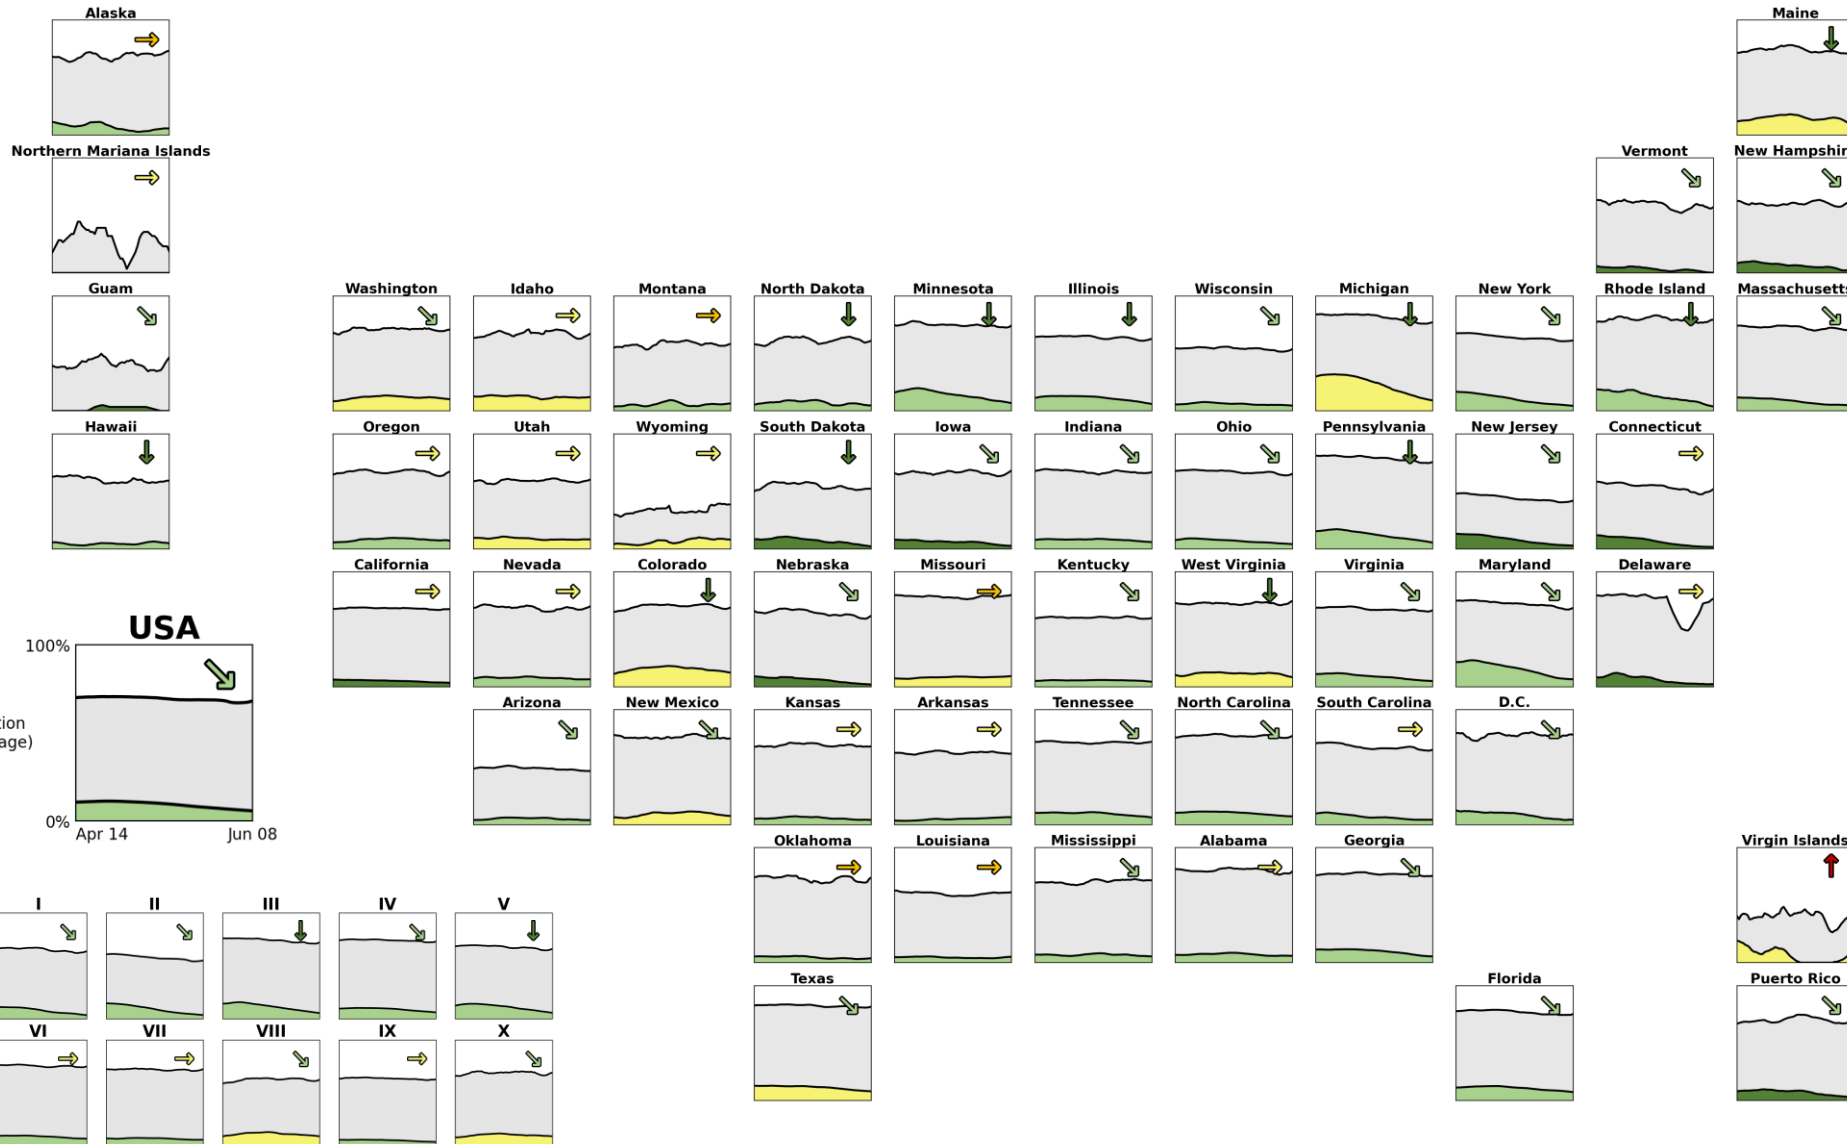 Alaska
Maine
Northern Mariana Islands
Vermont
New Hampshir
Guam
Washington
Idaho
Montana
North Dakota
Minnesota
Illinois
Wisconsin
Michigan
New York
Rhode Island
Massachusetts
Hawaii
Oregon
Utah
Wyoming
South Dakota
Iowa
Indiana
Ohio
Pennsylvania
New Jersey
Connecticut
California
Nevada
Colorado
Nebraska
Missouri
Kentucky
West Virginia
Virginia
Maryland
Delaware
USA
100%
tion
age)
0%
Apr 14
Jun 08
Arizona
New Mexico
Kansas
Arkansas
Tennessee
North Carolina
South Carolina
D.C.
Oklahoma
Louisiana
Mississippi
Alabama
Georgia
Virgin Islands
I
II
III
IV
V
Texas
Florida
Puerto Rico
VI
VII
VIII
IX
X